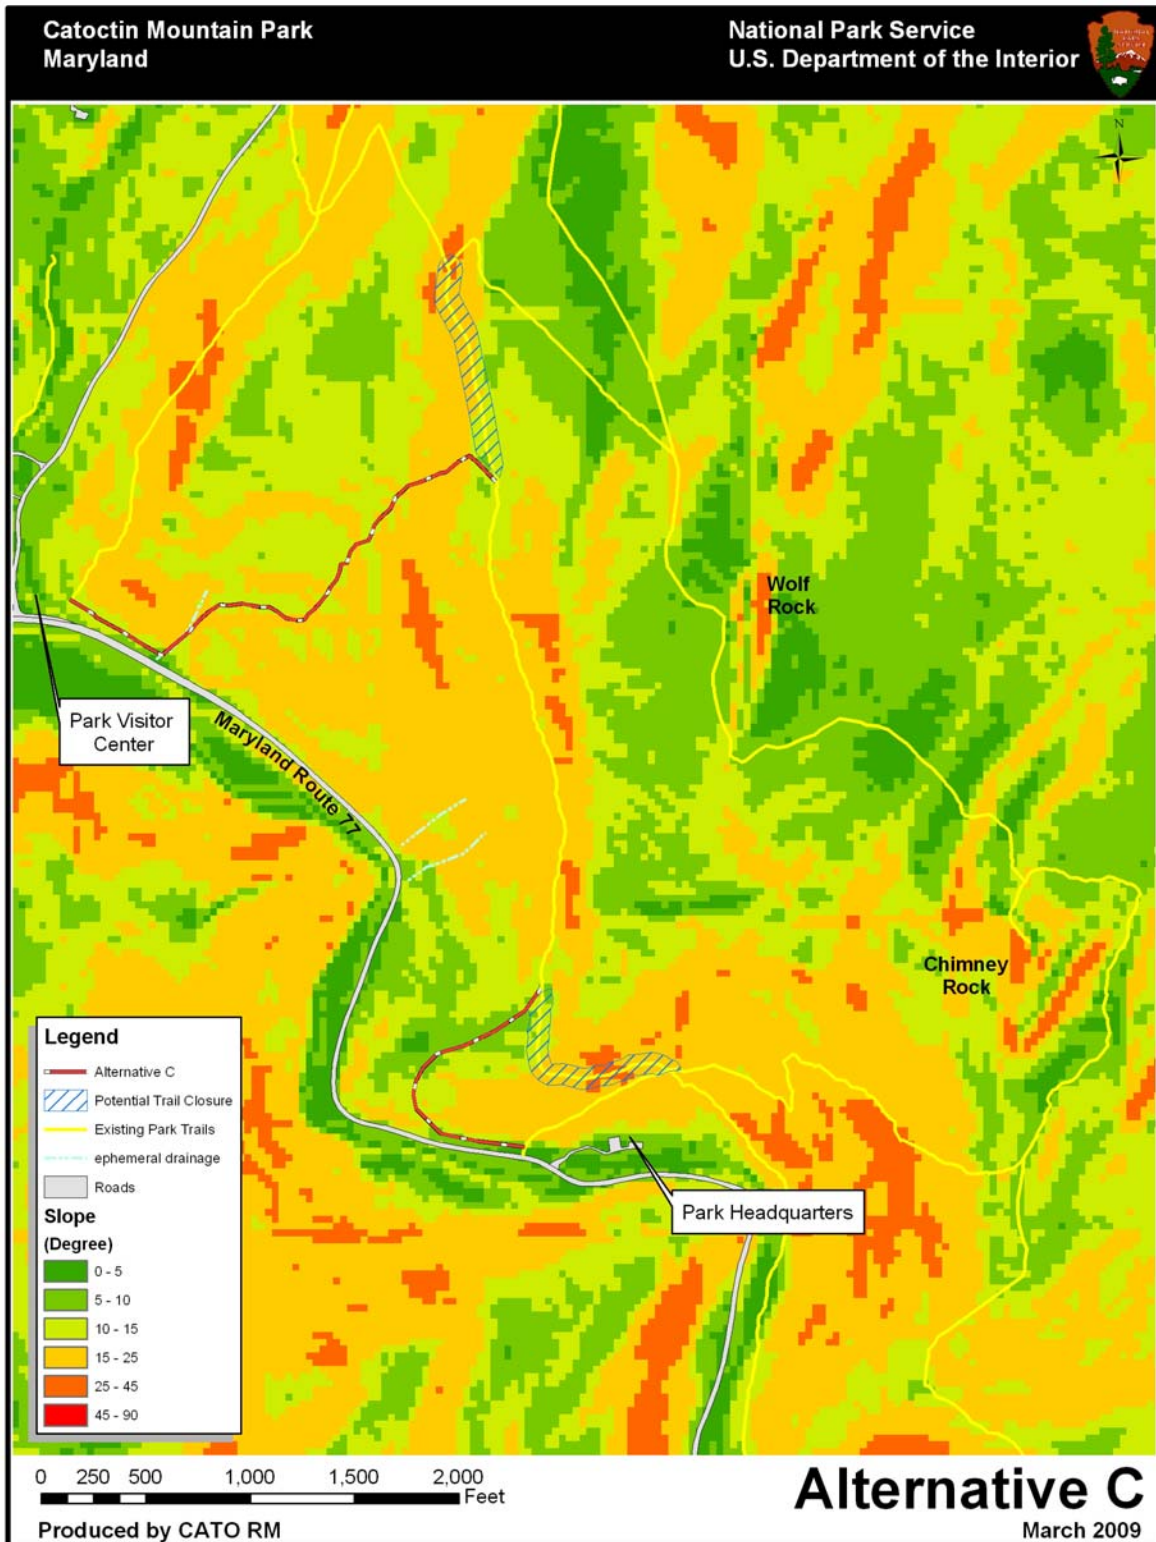 Catoctin Mountain Park
Maryland
National Park Service
U.S. Department of the Interior
N
Wolf
Rock
Park Visitor
Center
Maryland Route 77
Chimney
Rock
Park Headquarters
Legend
Alternative C
Potential Trail Closure
Existing Park Trails
ephemeral drainage
Roads
Slope
(Degree)
0 - 5
5 - 10
10 - 15
15 - 25
25 - 45
45 - 90
0 250 500 1,000 1,500 2,000
Feet
Produced by CATO RM
Alternative C
March 2009